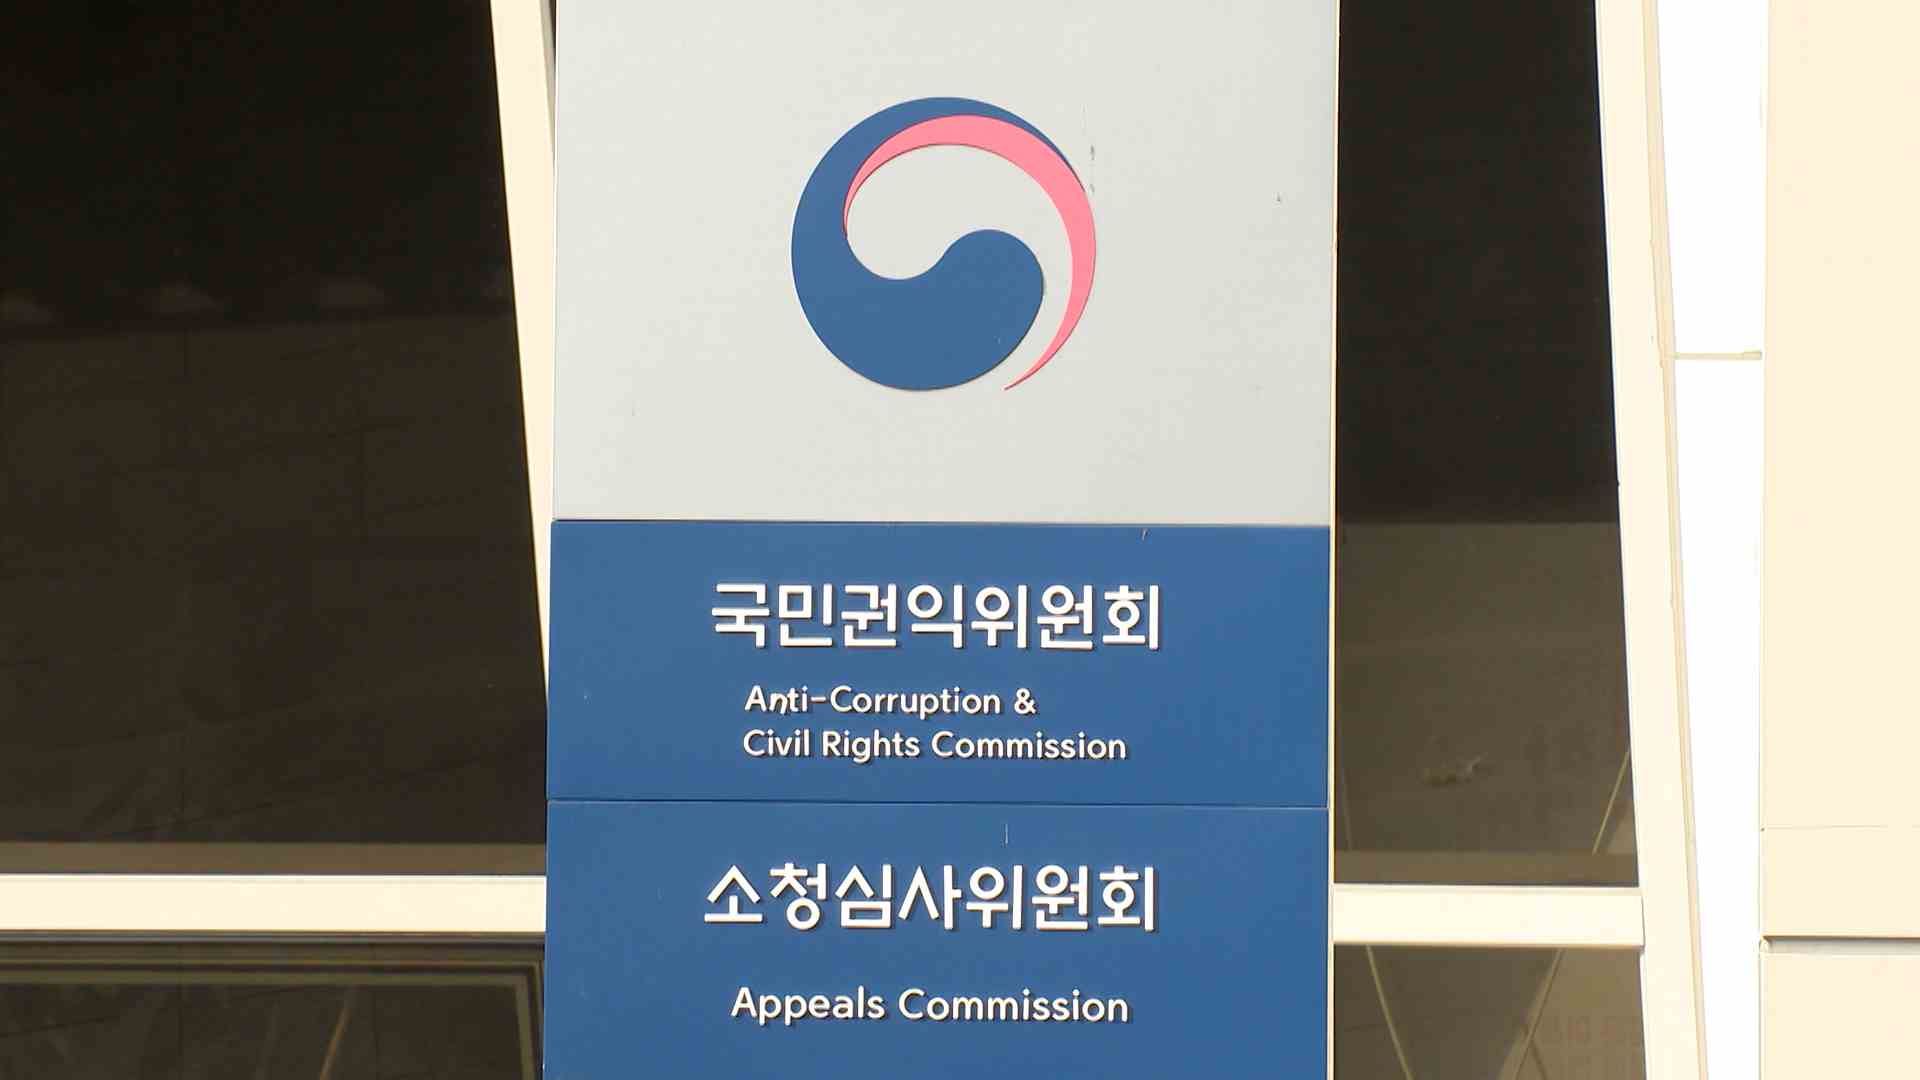 국민권익위원회
Anti-Corruption &
Civil Rights Commission
소청심사위원회
Appeals Commission